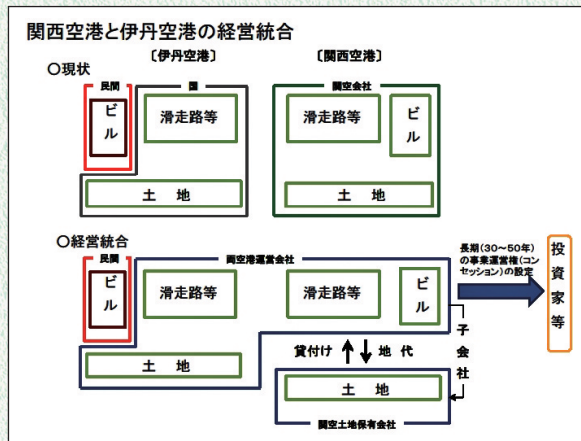 関西空港と伊丹空港の経営統合
〔伊丹空港〕 〔関西空港〕
○現状
民間 国 関空会社
ビル 滑走路等 滑走路等 ビル
土地 土地
○経営統合
民間 両空港運営会社
長期(30～50年)
の事業運営権(コン
セッション)の設定
投資家等
ビル 滑走路等 滑走路等 ビル
子会社
貸付け 地代
土地
土地
関空土地保有会社